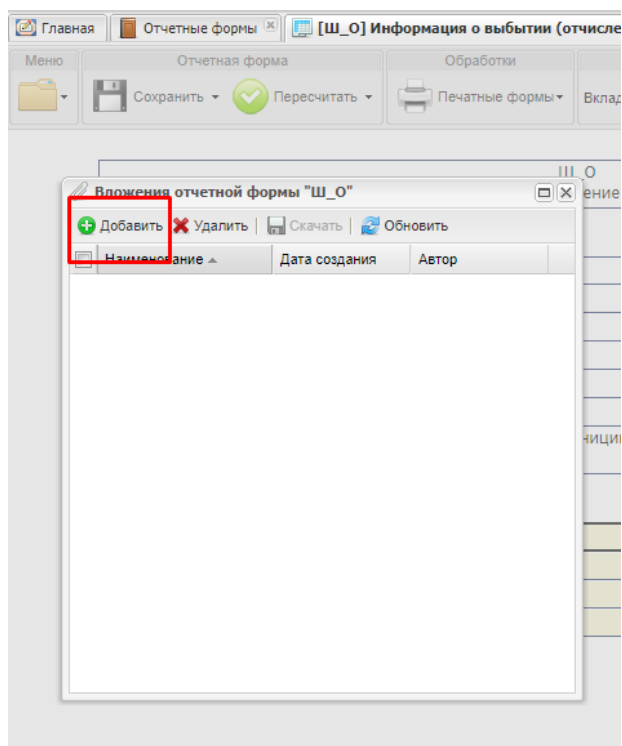 Главная Отчетные формы [Ш_О] Информация о выбытии (отчисле
Меню Отчетная форма Обработки
Сохранить Пересчитать Печатные формы Вклад
Ш_О
Вложения отчетной формы "Ш_О" ение
Добавить Удалить Скачать Обновить
Наименование Дата создания Автор